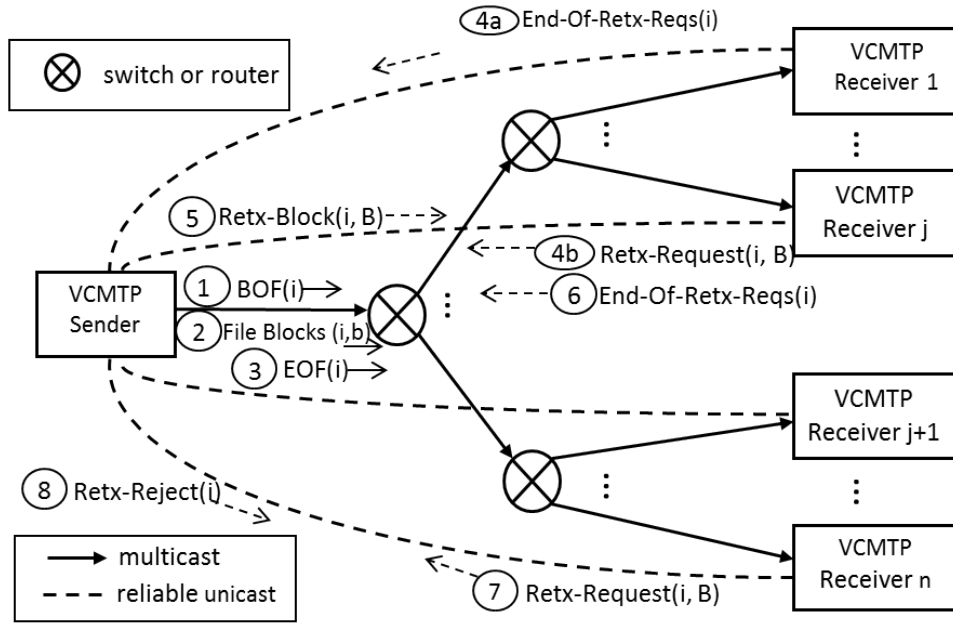 4a End-Of-Retx-Reqs(i)
switch or router
VCMTP
Receiver 1
⋮
⋮
5 Retx-Block(i, B)
VCMTP
Receiver j
4b Retx-Request(i, B)
VCMTP
Sender
1 BOF(i)
⋮
6 End-Of-Retx-Reqs(i)
2 File Blocks (i,b)
3 EOF(i)
VCMTP
Receiver j+1
8 Retx-Reject(i)
⋮
⋮
multicast
reliable unicast
7 Retx-Request(i, B)
VCMTP
Receiver n